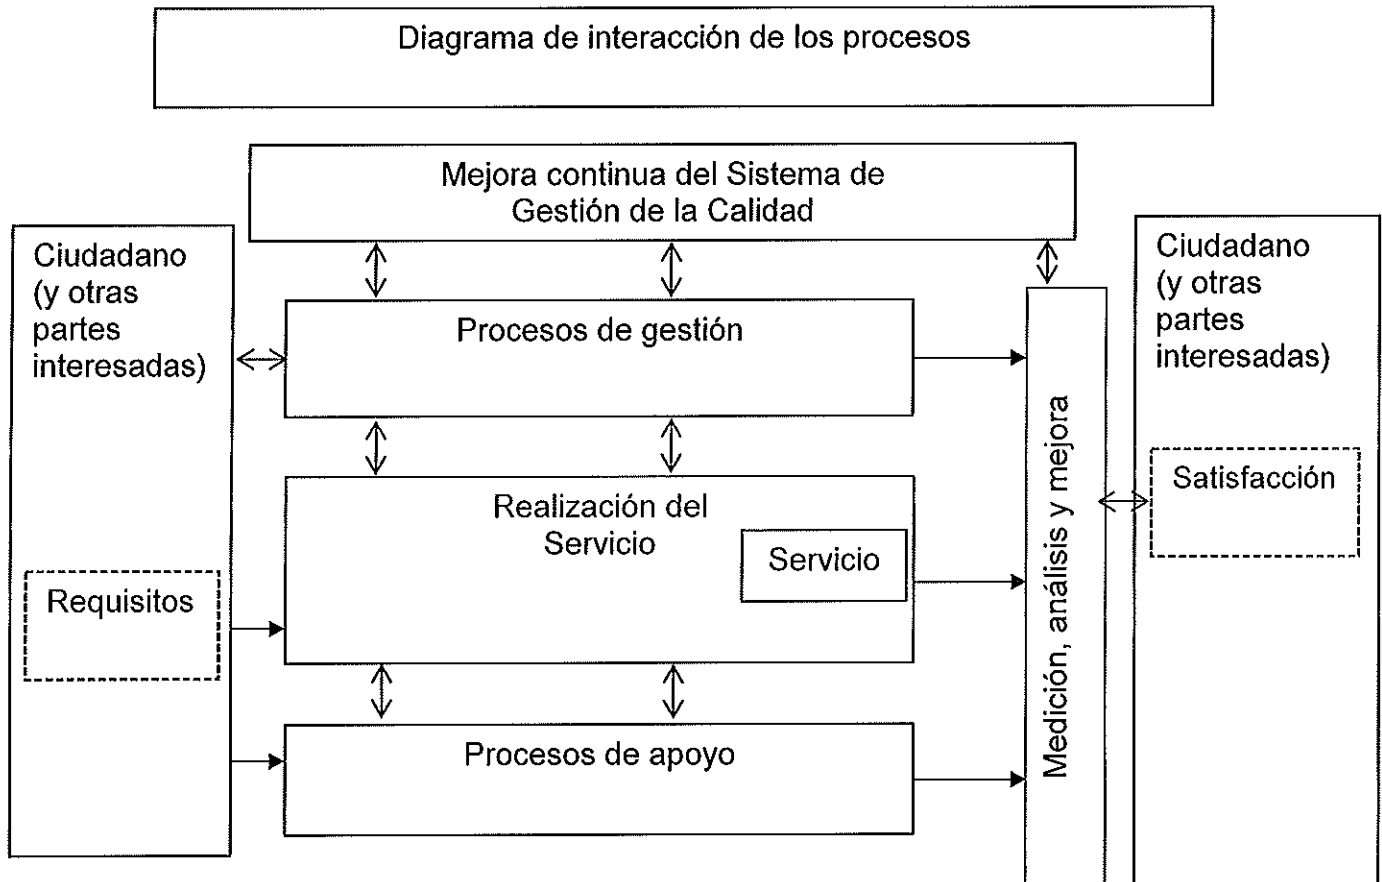 Diagrama de interacción de los procesos
Mejora continua del Sistema de
Gestión de la Calidad
Ciudadano
(y otras
partes
interesadas)
Requisitos
Procesos de gestión
Realización del
Servicio
Servicio
Procesos de apoyo
Medición, análisis y mejora
Ciudadano
(y otras
partes
interesadas)
Satisfacción